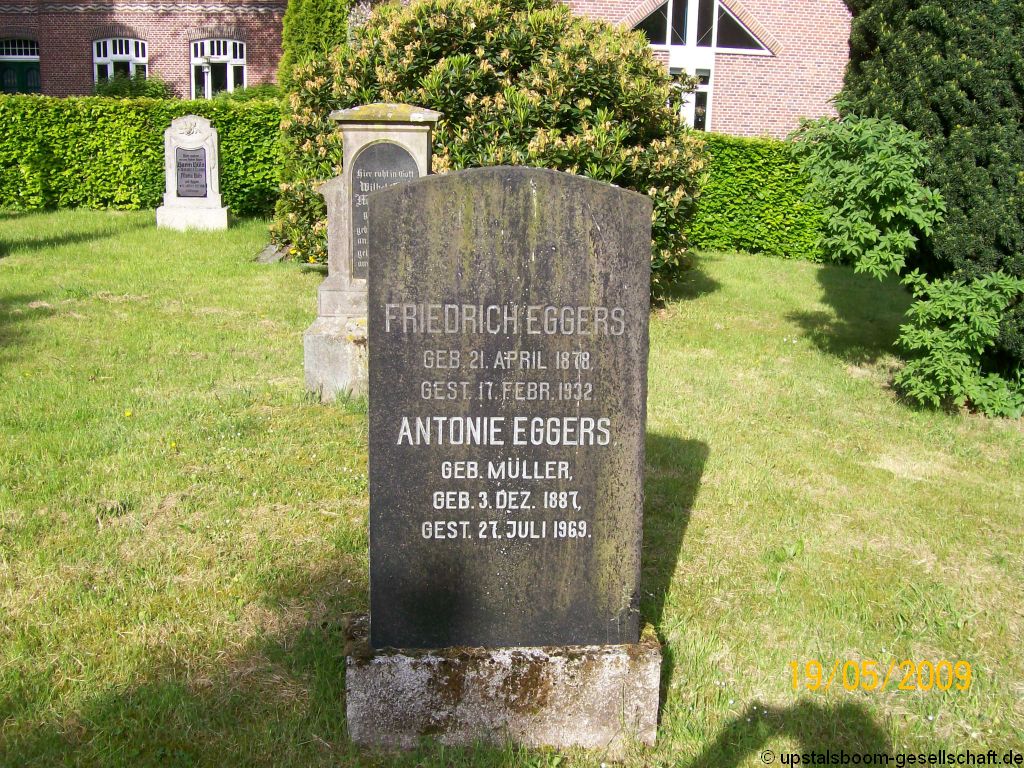 FRIEDRICH EGGERS
GEB. 21. APRIL 1878,
GEST. 17. FEBR. 1932.
ANTONIE EGGERS
GEB. MÜLLER,
GEB. 3. DEZ. 1887,
GEST. 27. JULI 1969.
Hier ruht in Gott
19/05/2009
© upstalsboom-gesellschaft.de